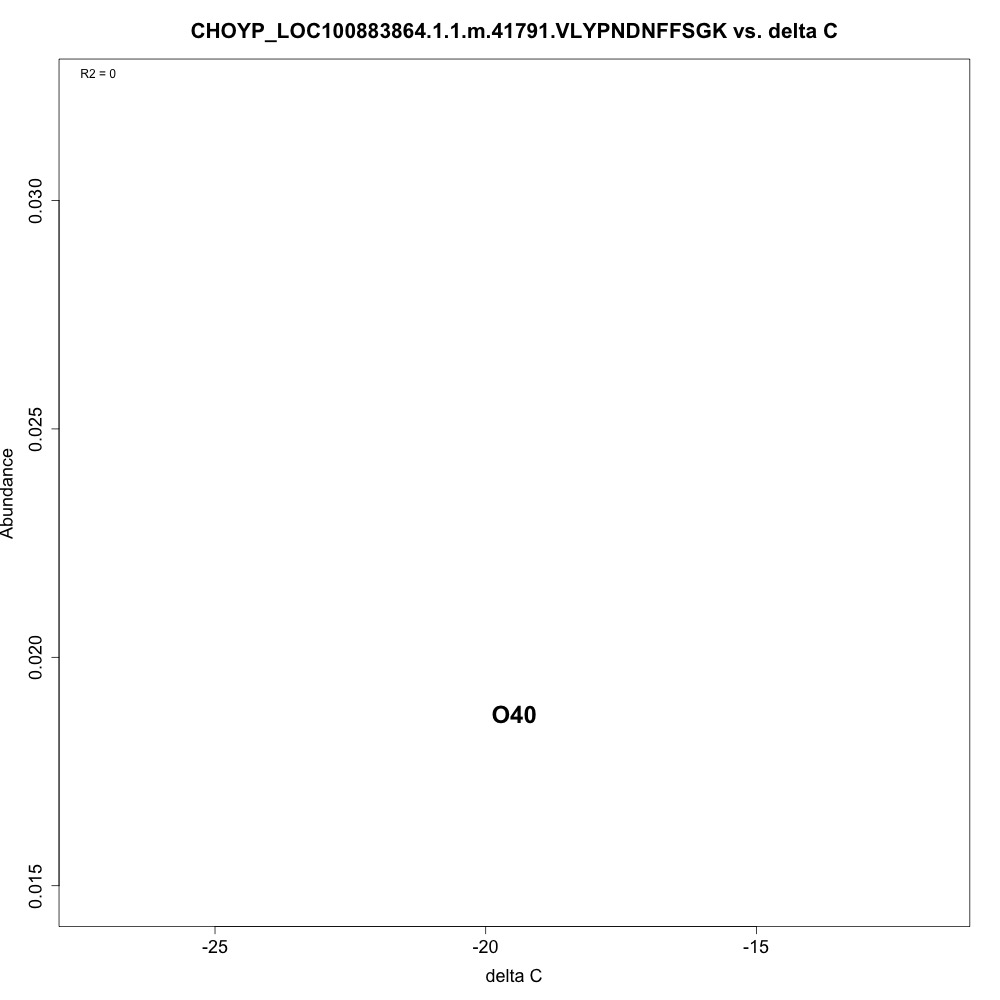 CHOYP_LOC100883864.1.1.m.41791.VLYPNDNFFSGK vs. delta C
R2 = 0
0.030
0.025
Abundance
0.020
O40
0.015
-25 -20 -15
delta C